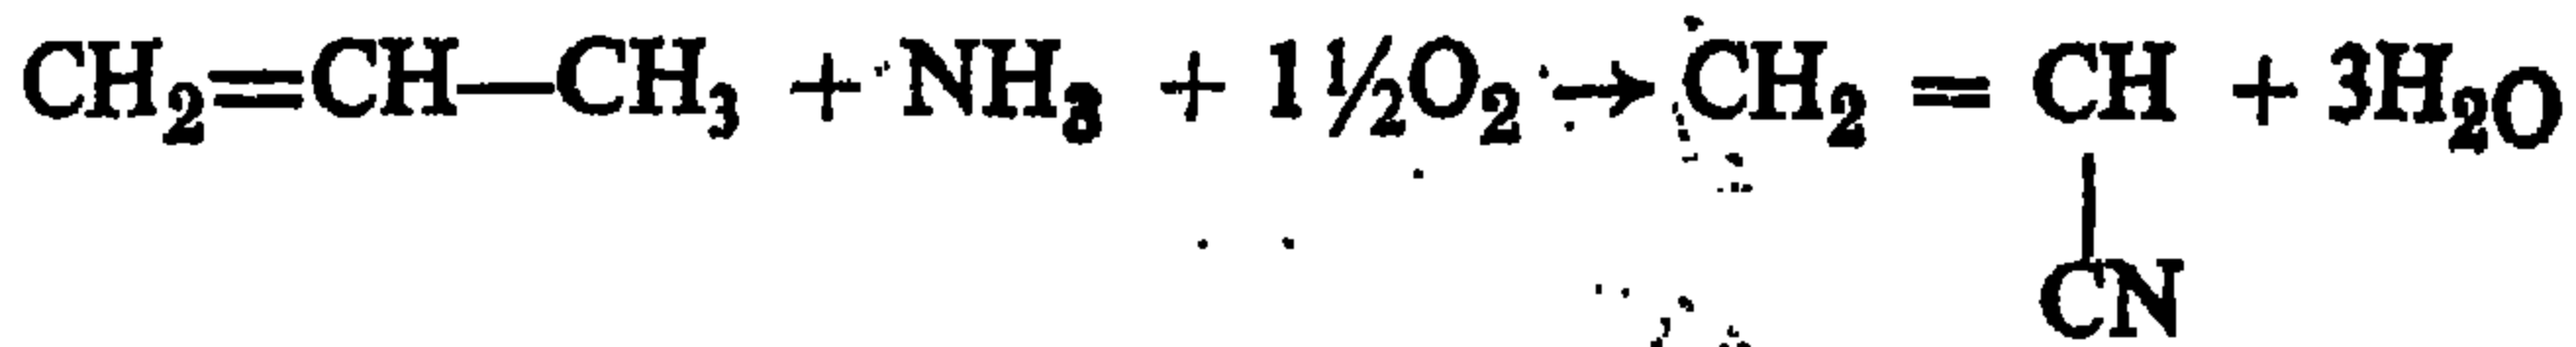 CH₂=CH—CH₃ + NH₃ + 1½O₂ → CH₂ = CH + 3H₂O
CN